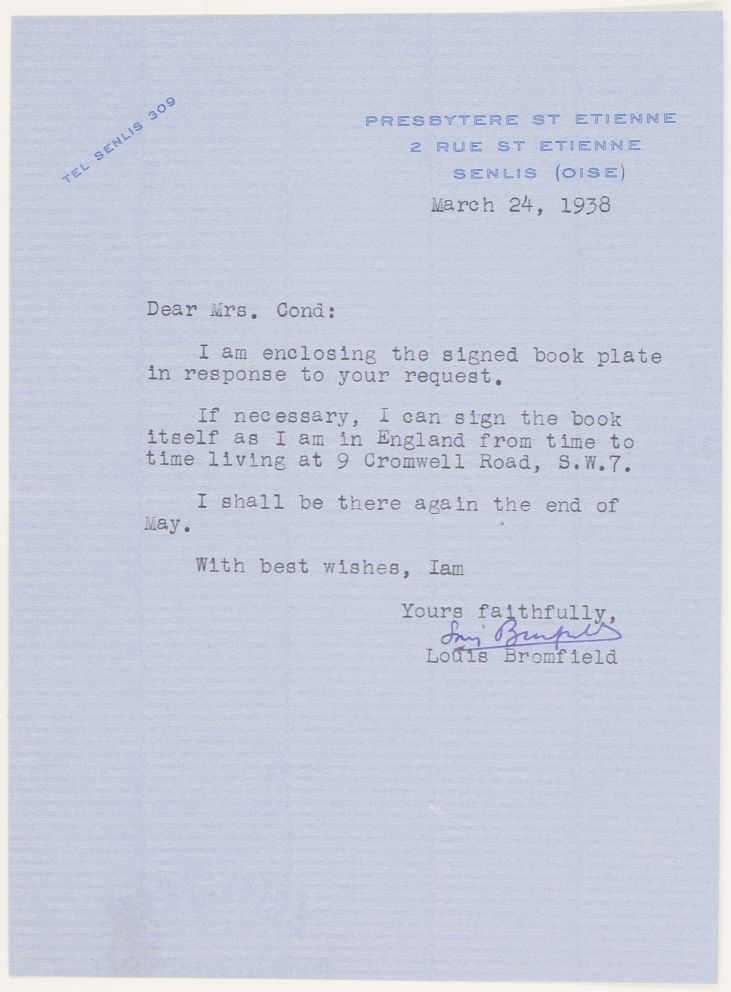 TEL SENLIS 309
PRESBYTERE ST ETIENNE
2 RUE ST ETIENNE
SENLIS (OISE)
March 24, 1938
Dear Mrs. Cond:
I am enclosing the signed book plate
in response to your request.
If necessary, I can sign the book
itself as I am in England from time to
time living at 9 Cromwell Road, S.W.7.
I shall be there again the end of
May.
With best wishes, Iam
Yours faithfully,
Louis Bromfield
Louis Bromfield